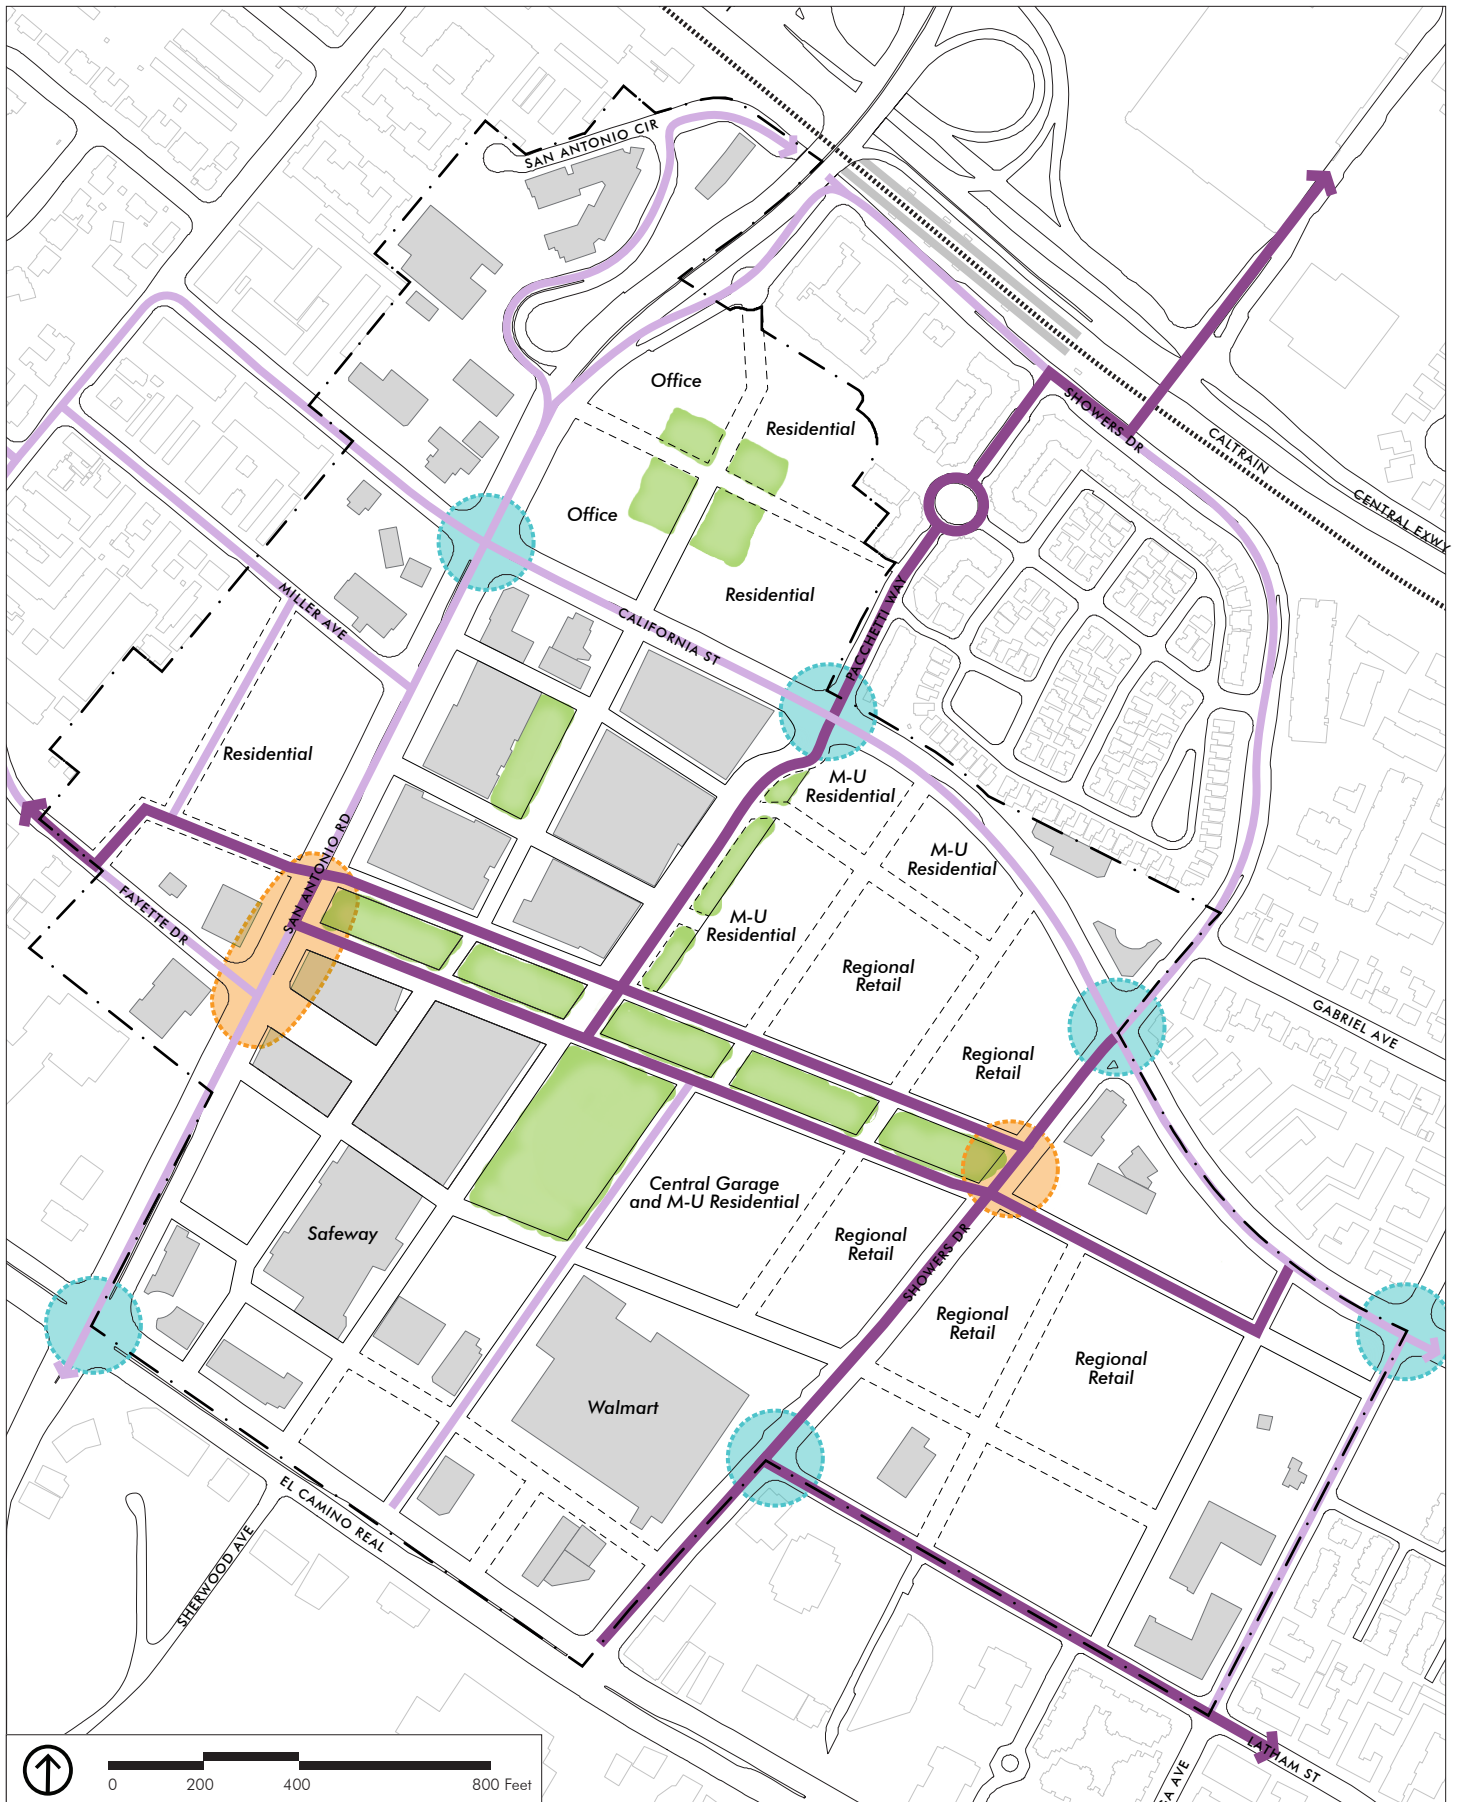 SAN ANTONIO CIR
Office
Residential
SHOWERS DR
CALTRAIN
CENTRAL EXWY
Office
MILLER AVE
Residential
CALIFORNIA ST
PACCHETTI WAY
Residential
M-U
Residential
SAN ANTONIO RD
M-U
Residential
FAYETTE DR
M-U
Residential
Regional
Retail
GABRIEL AVE
Regional
Retail
Central Garage
and M-U Residential
Safeway
Regional
Retail
SHOWERS DR
Regional
Retail
Regional
Retail
Walmart
EL CAMINO REAL
SHERWOOD AVE
LATHAM ST
0 200 400 800 Feet